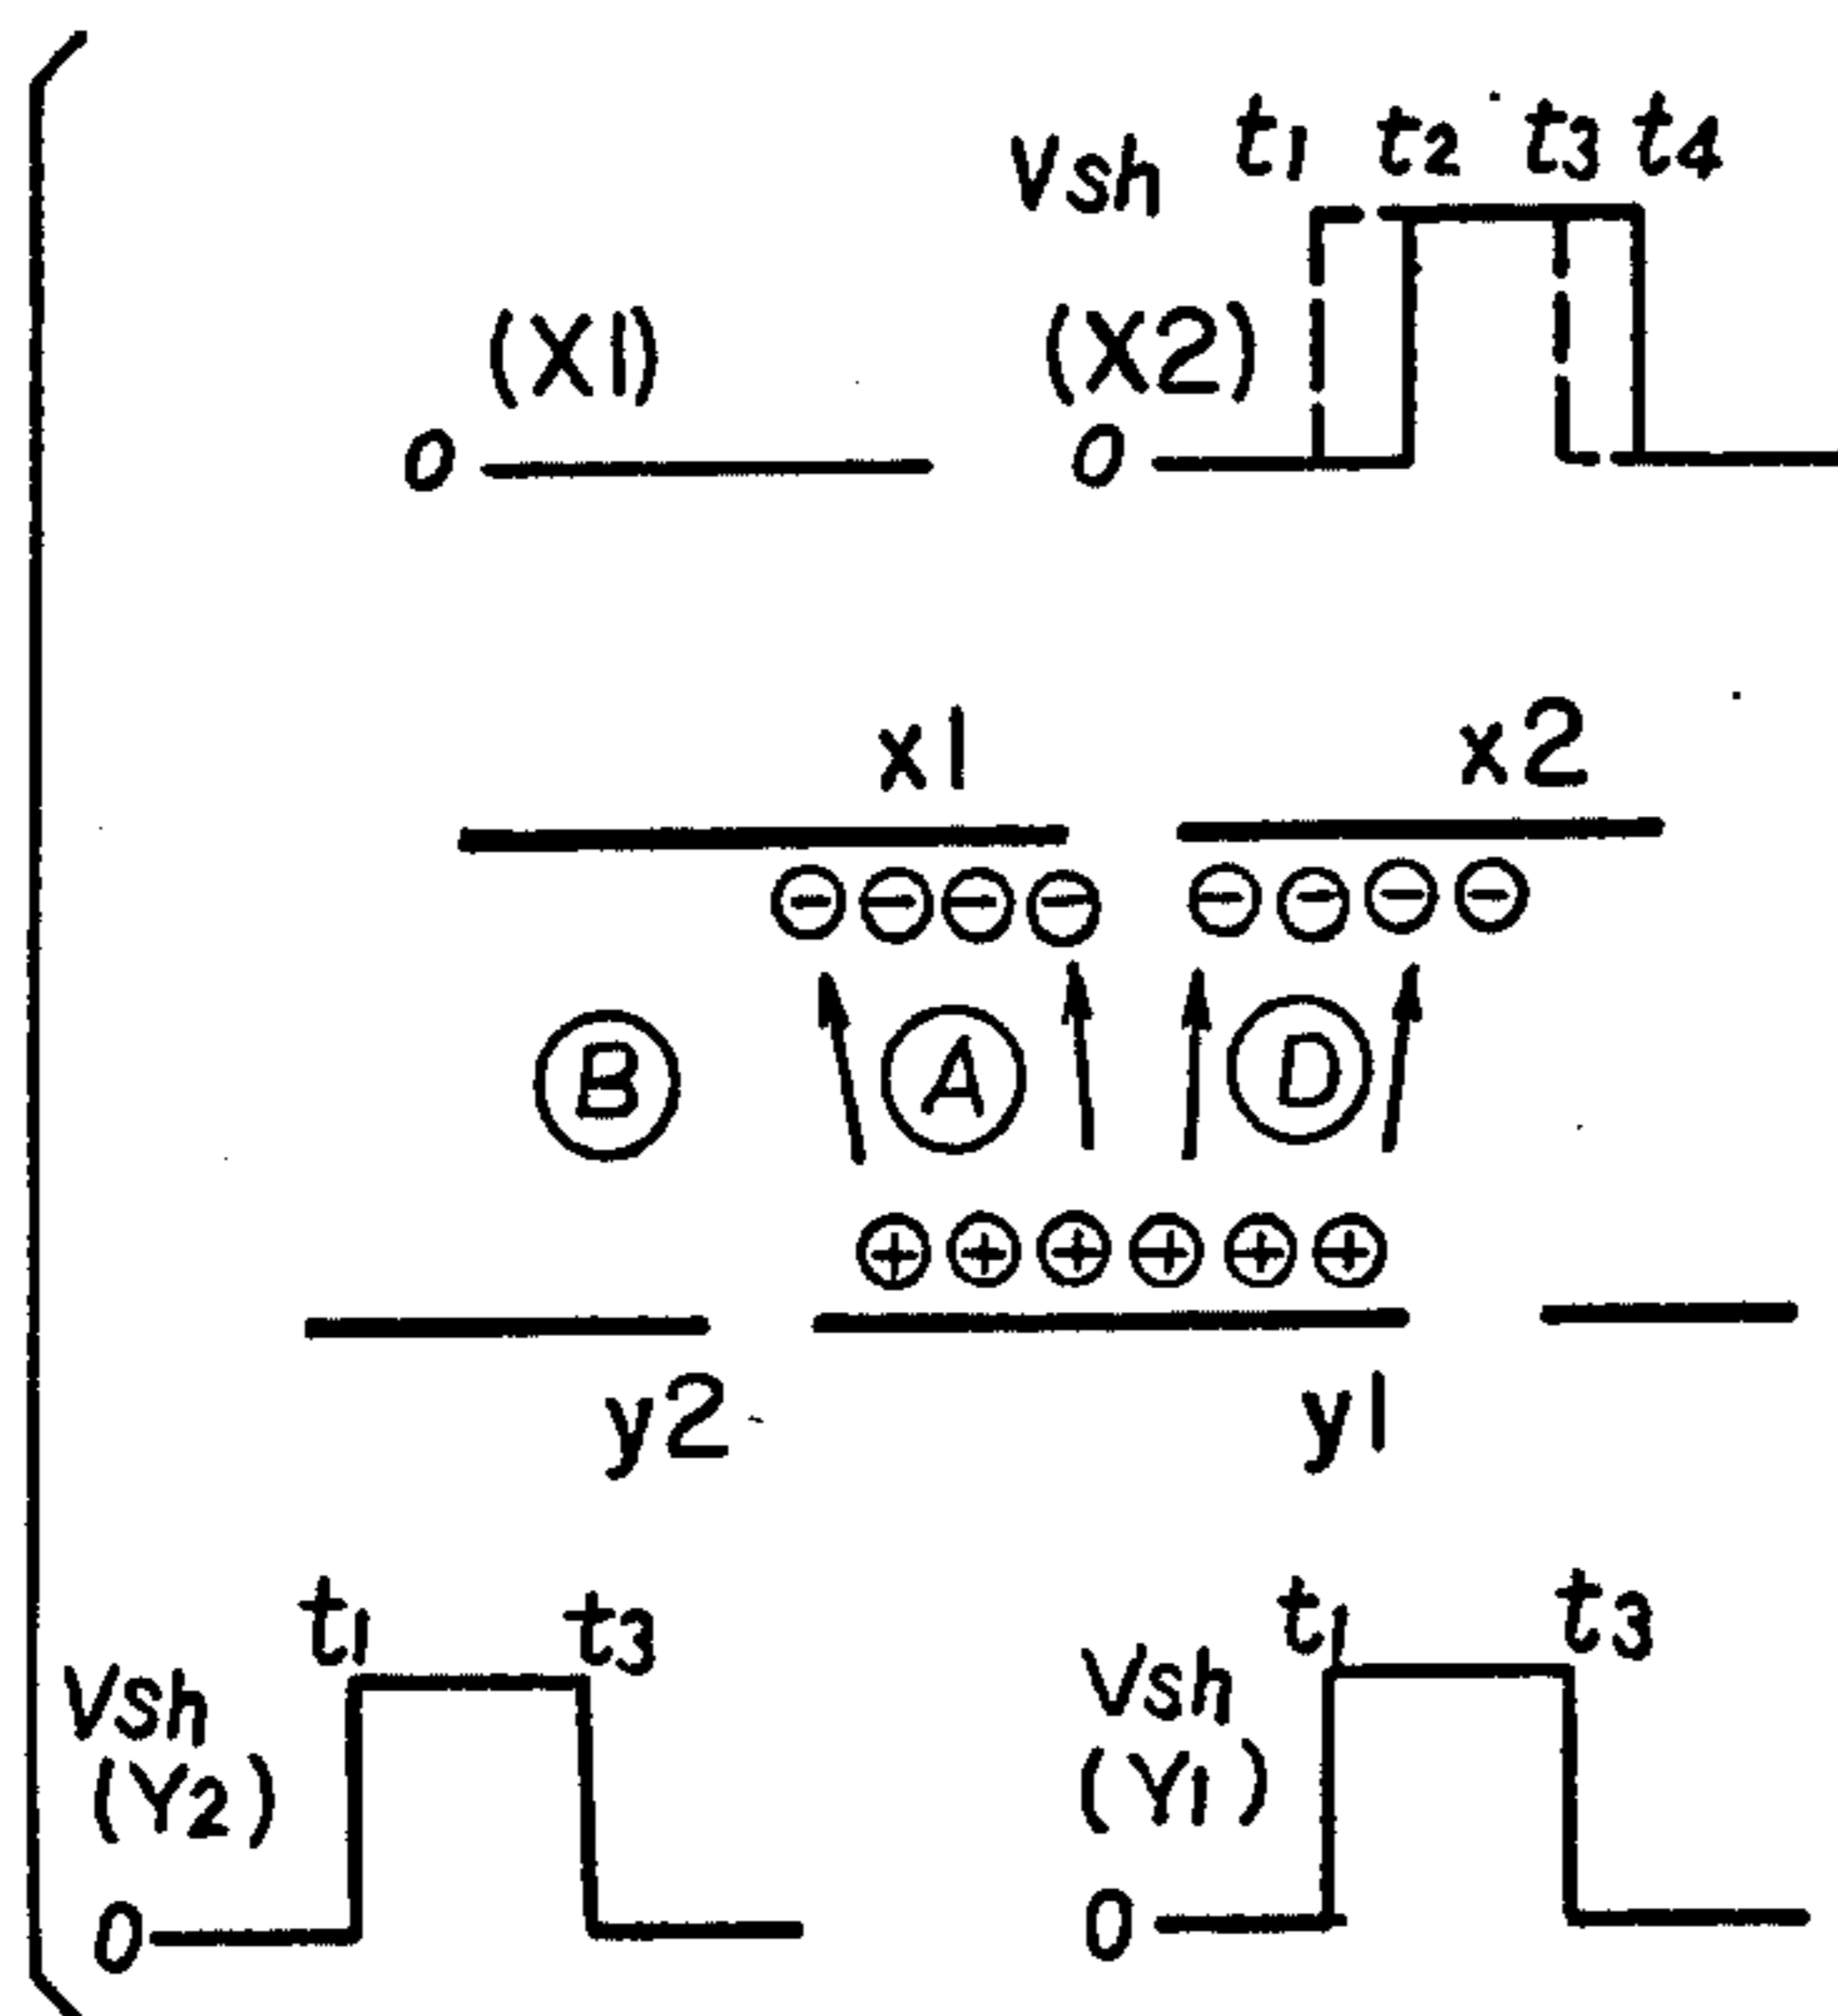 Vsh t1 t2 t3 t4
(X1) (X2)
0 0
x1 x2
− − − − − − − −
B A D
+ + + + + +
y2 y1
t1 t3 t1 t3
Vsh Vsh
(Y2) (Y1)
0 0